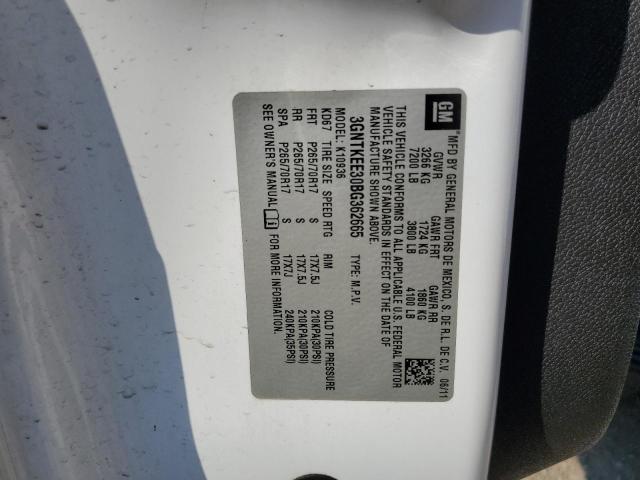 GM
MFD BY GENERAL MOTORS DE MEXICO, S. DE R.L. DE C.V. 06/11
GVWR GAWR FRT GAWR RR
3266 KG 1724 KG 1860 KG
7200 LB 3800 LB 4100 LB
THIS VEHICLE CONFORMS TO ALL APPLICABLE U.S. FEDERAL MOTOR
VEHICLE SAFETY STANDARDS IN EFFECT ON THE DATE OF
MANUFACTURE SHOWN ABOVE.
3GNTKEE30BG362665 TYPE: M.P.V.
MODEL: K10936
KD67 TIRE SIZE SPEED RTG RIM COLD TIRE PRESSURE
FRT P265/70R17 S 17X7.5J 210KPA(30PSI)
RR P265/70R17 S 17X7.5J 210KPA(30PSI)
SPA P265/70R17 S 17X7J 240KPA(35PSI)
SEE OWNER'S MANUAL FOR MORE INFORMATION.